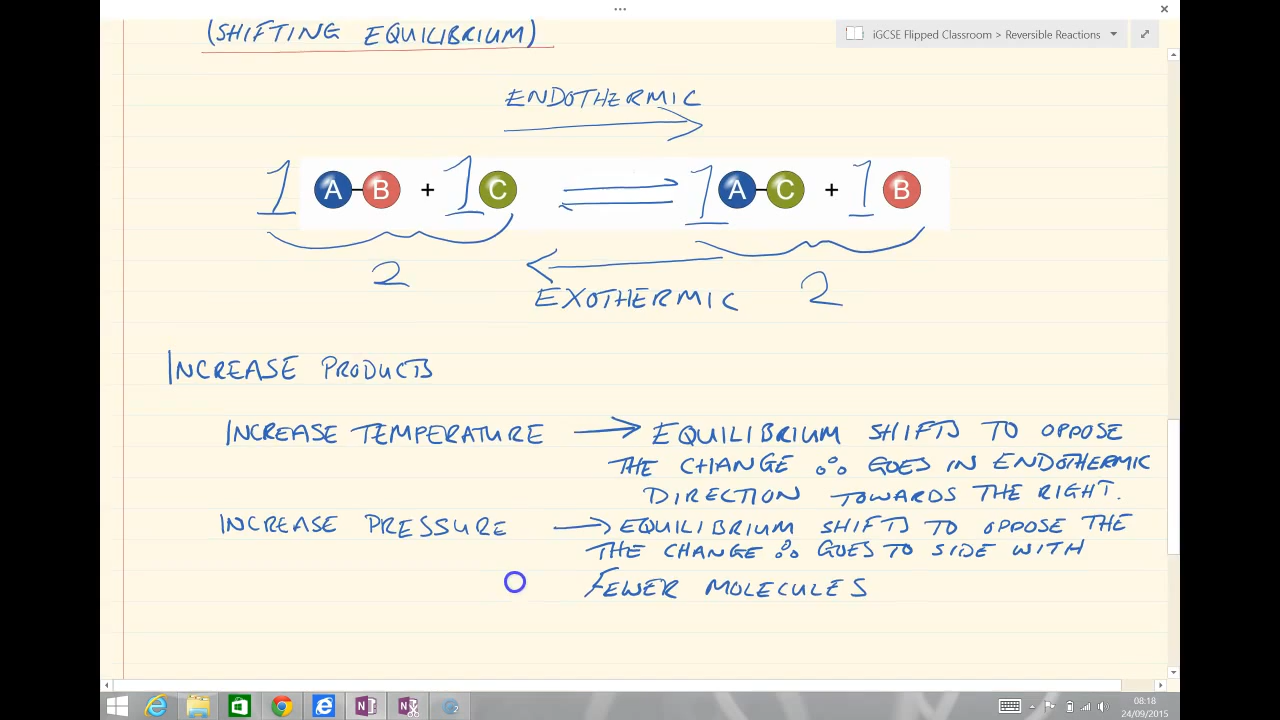 (SHIFTING EQUILIBRIUM)
iGCSE Flipped Classroom > Reversible Reactions
ENDOTHERMIC
1 A-B + 1 C ⇌ 1 A-C + 1 B
2 2
EXOTHERMIC
INCREASE PRODUCTS
INCREASE TEMPERATURE → EQUILIBRIUM SHIFTS TO OPPOSE
THE CHANGE ∴ GOES IN ENDOTHERMIC
DIRECTION TOWARDS THE RIGHT.
INCREASE PRESSURE → EQUILIBRIUM SHIFTS TO OPPOSE THE
THE CHANGE ∴ GOES TO SIDE WITH
FEWER MOLECULES
08:18
24/09/2015